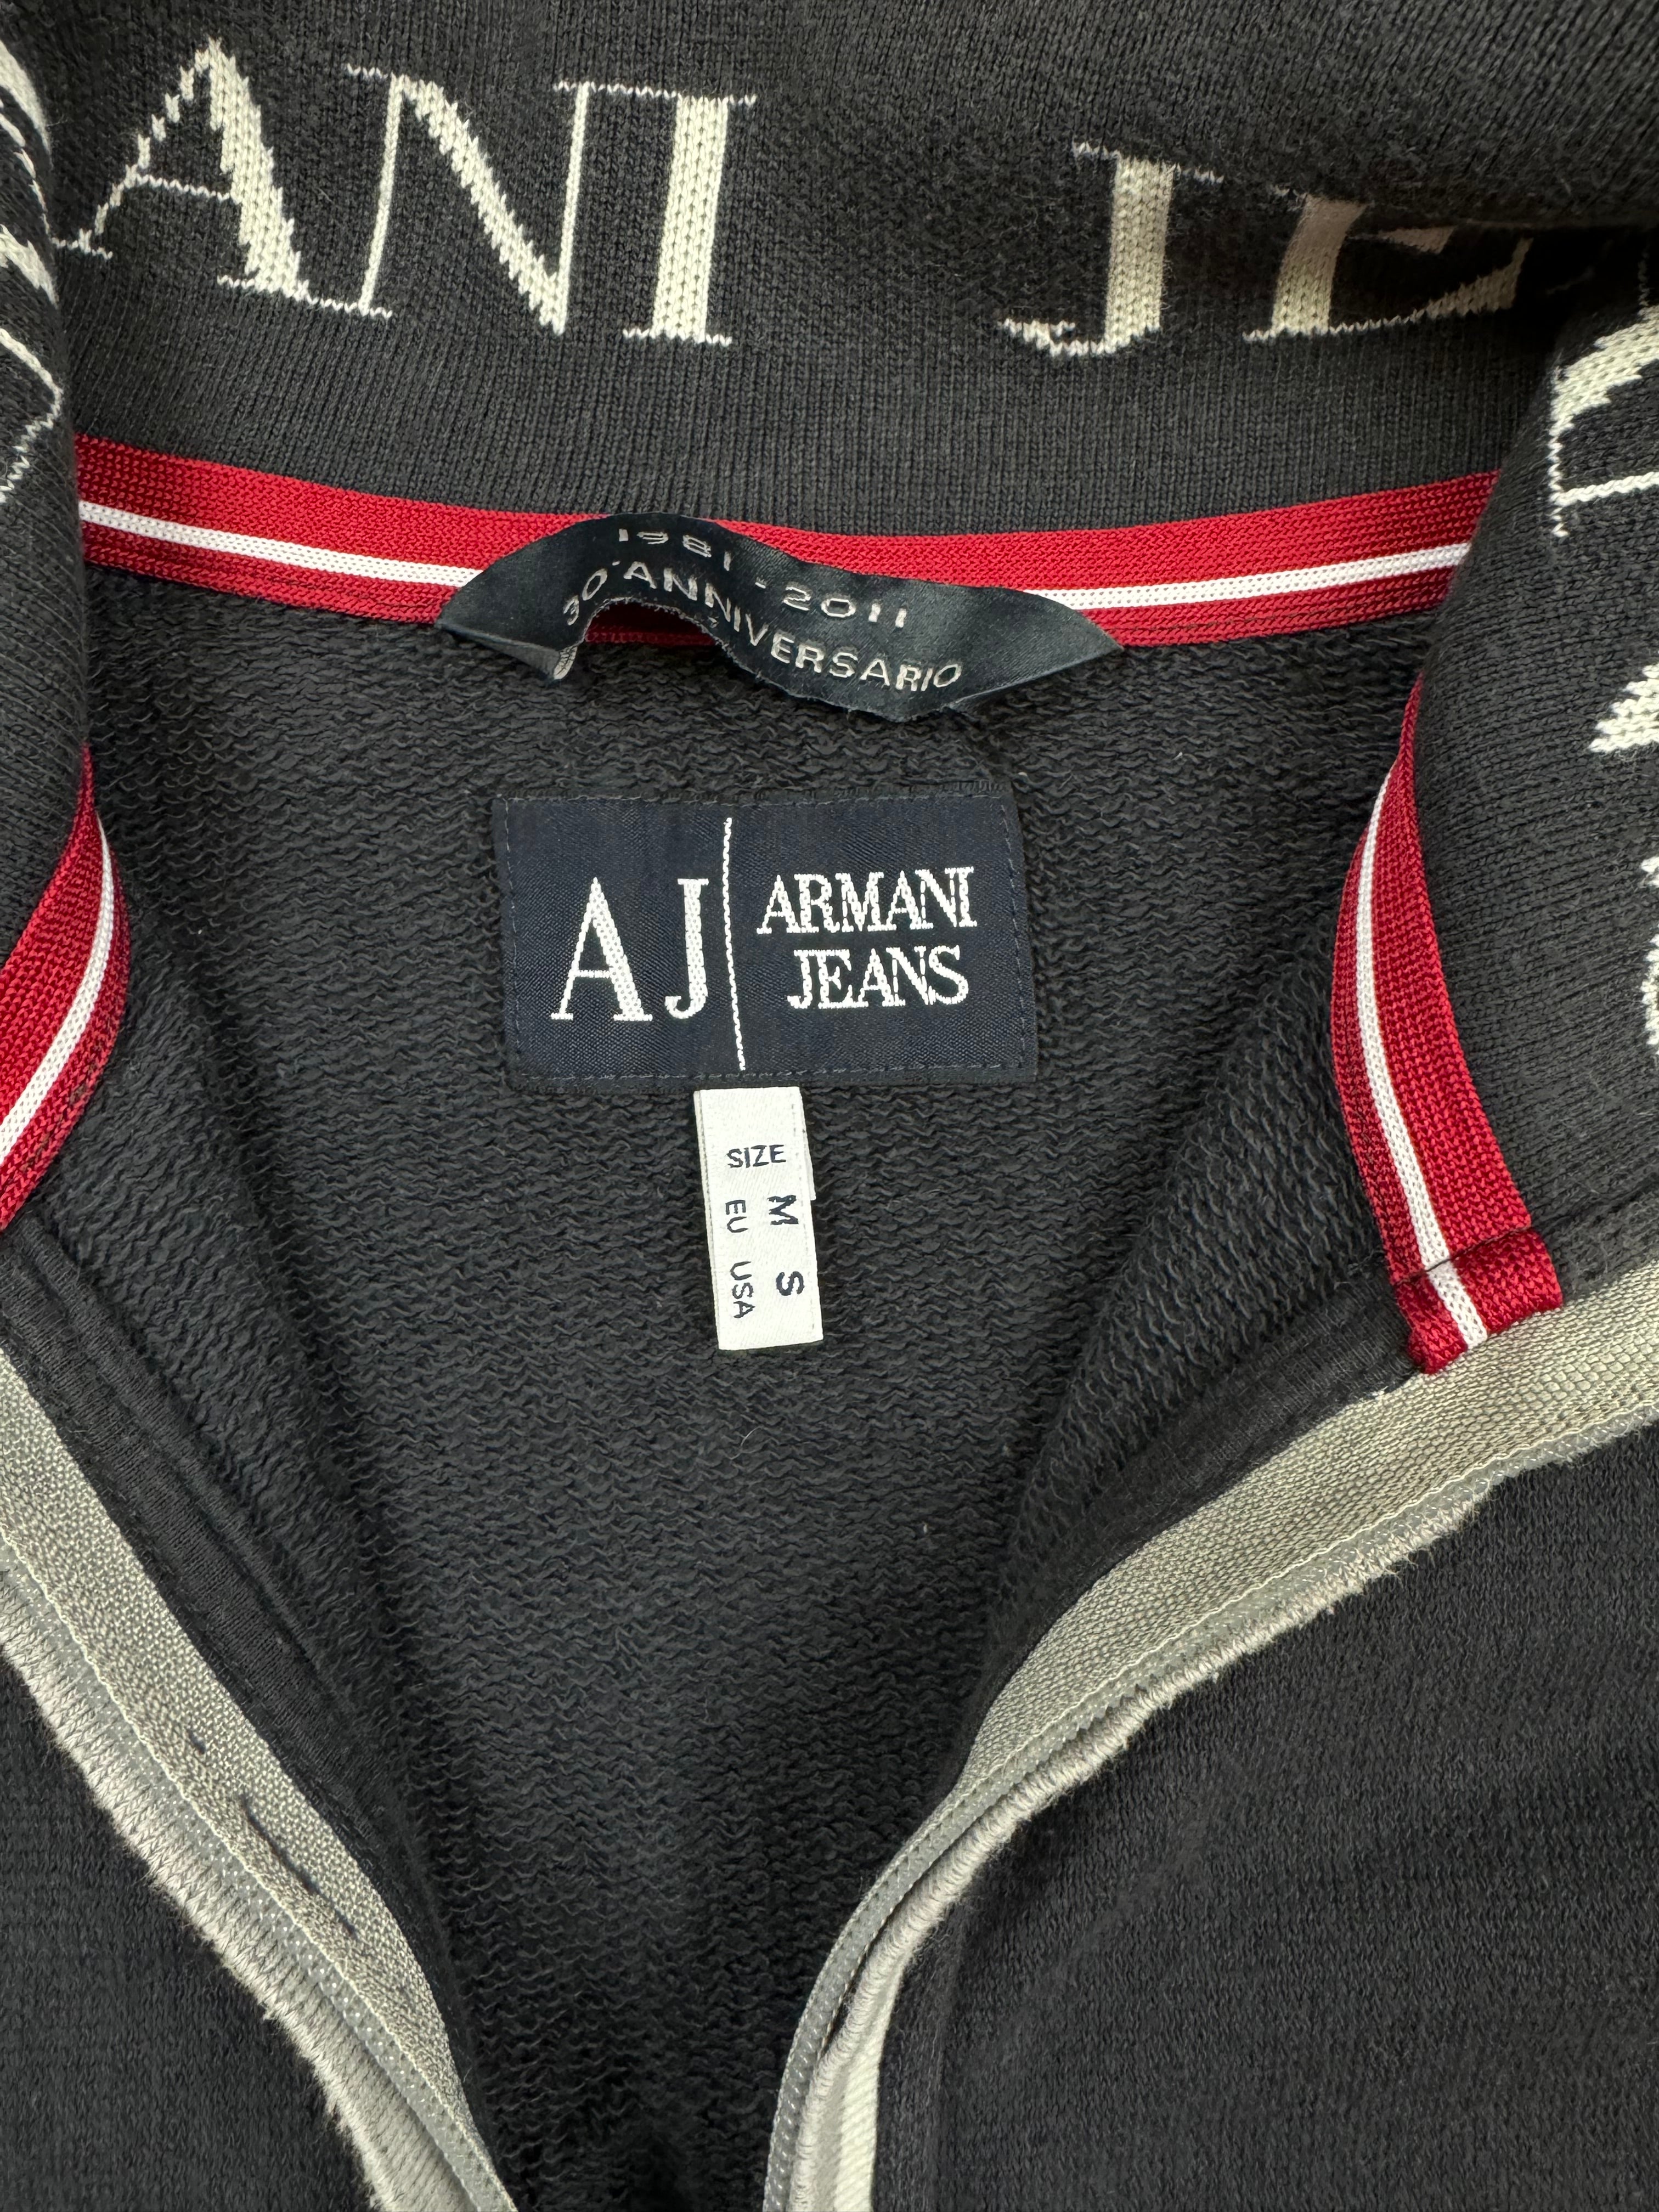 ANI JE
1981 - 2011
30° ANNIVERSARIO
AJ ARMANI
JEANS
SIZE
M S
EU USA